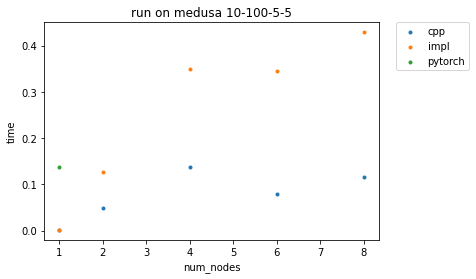 run on medusa 10-100-5-5
cpp
impl
pytorch
0.4
0.3
0.2
0.1
0.0
time
1 2 3 4 5 6 7 8
num_nodes